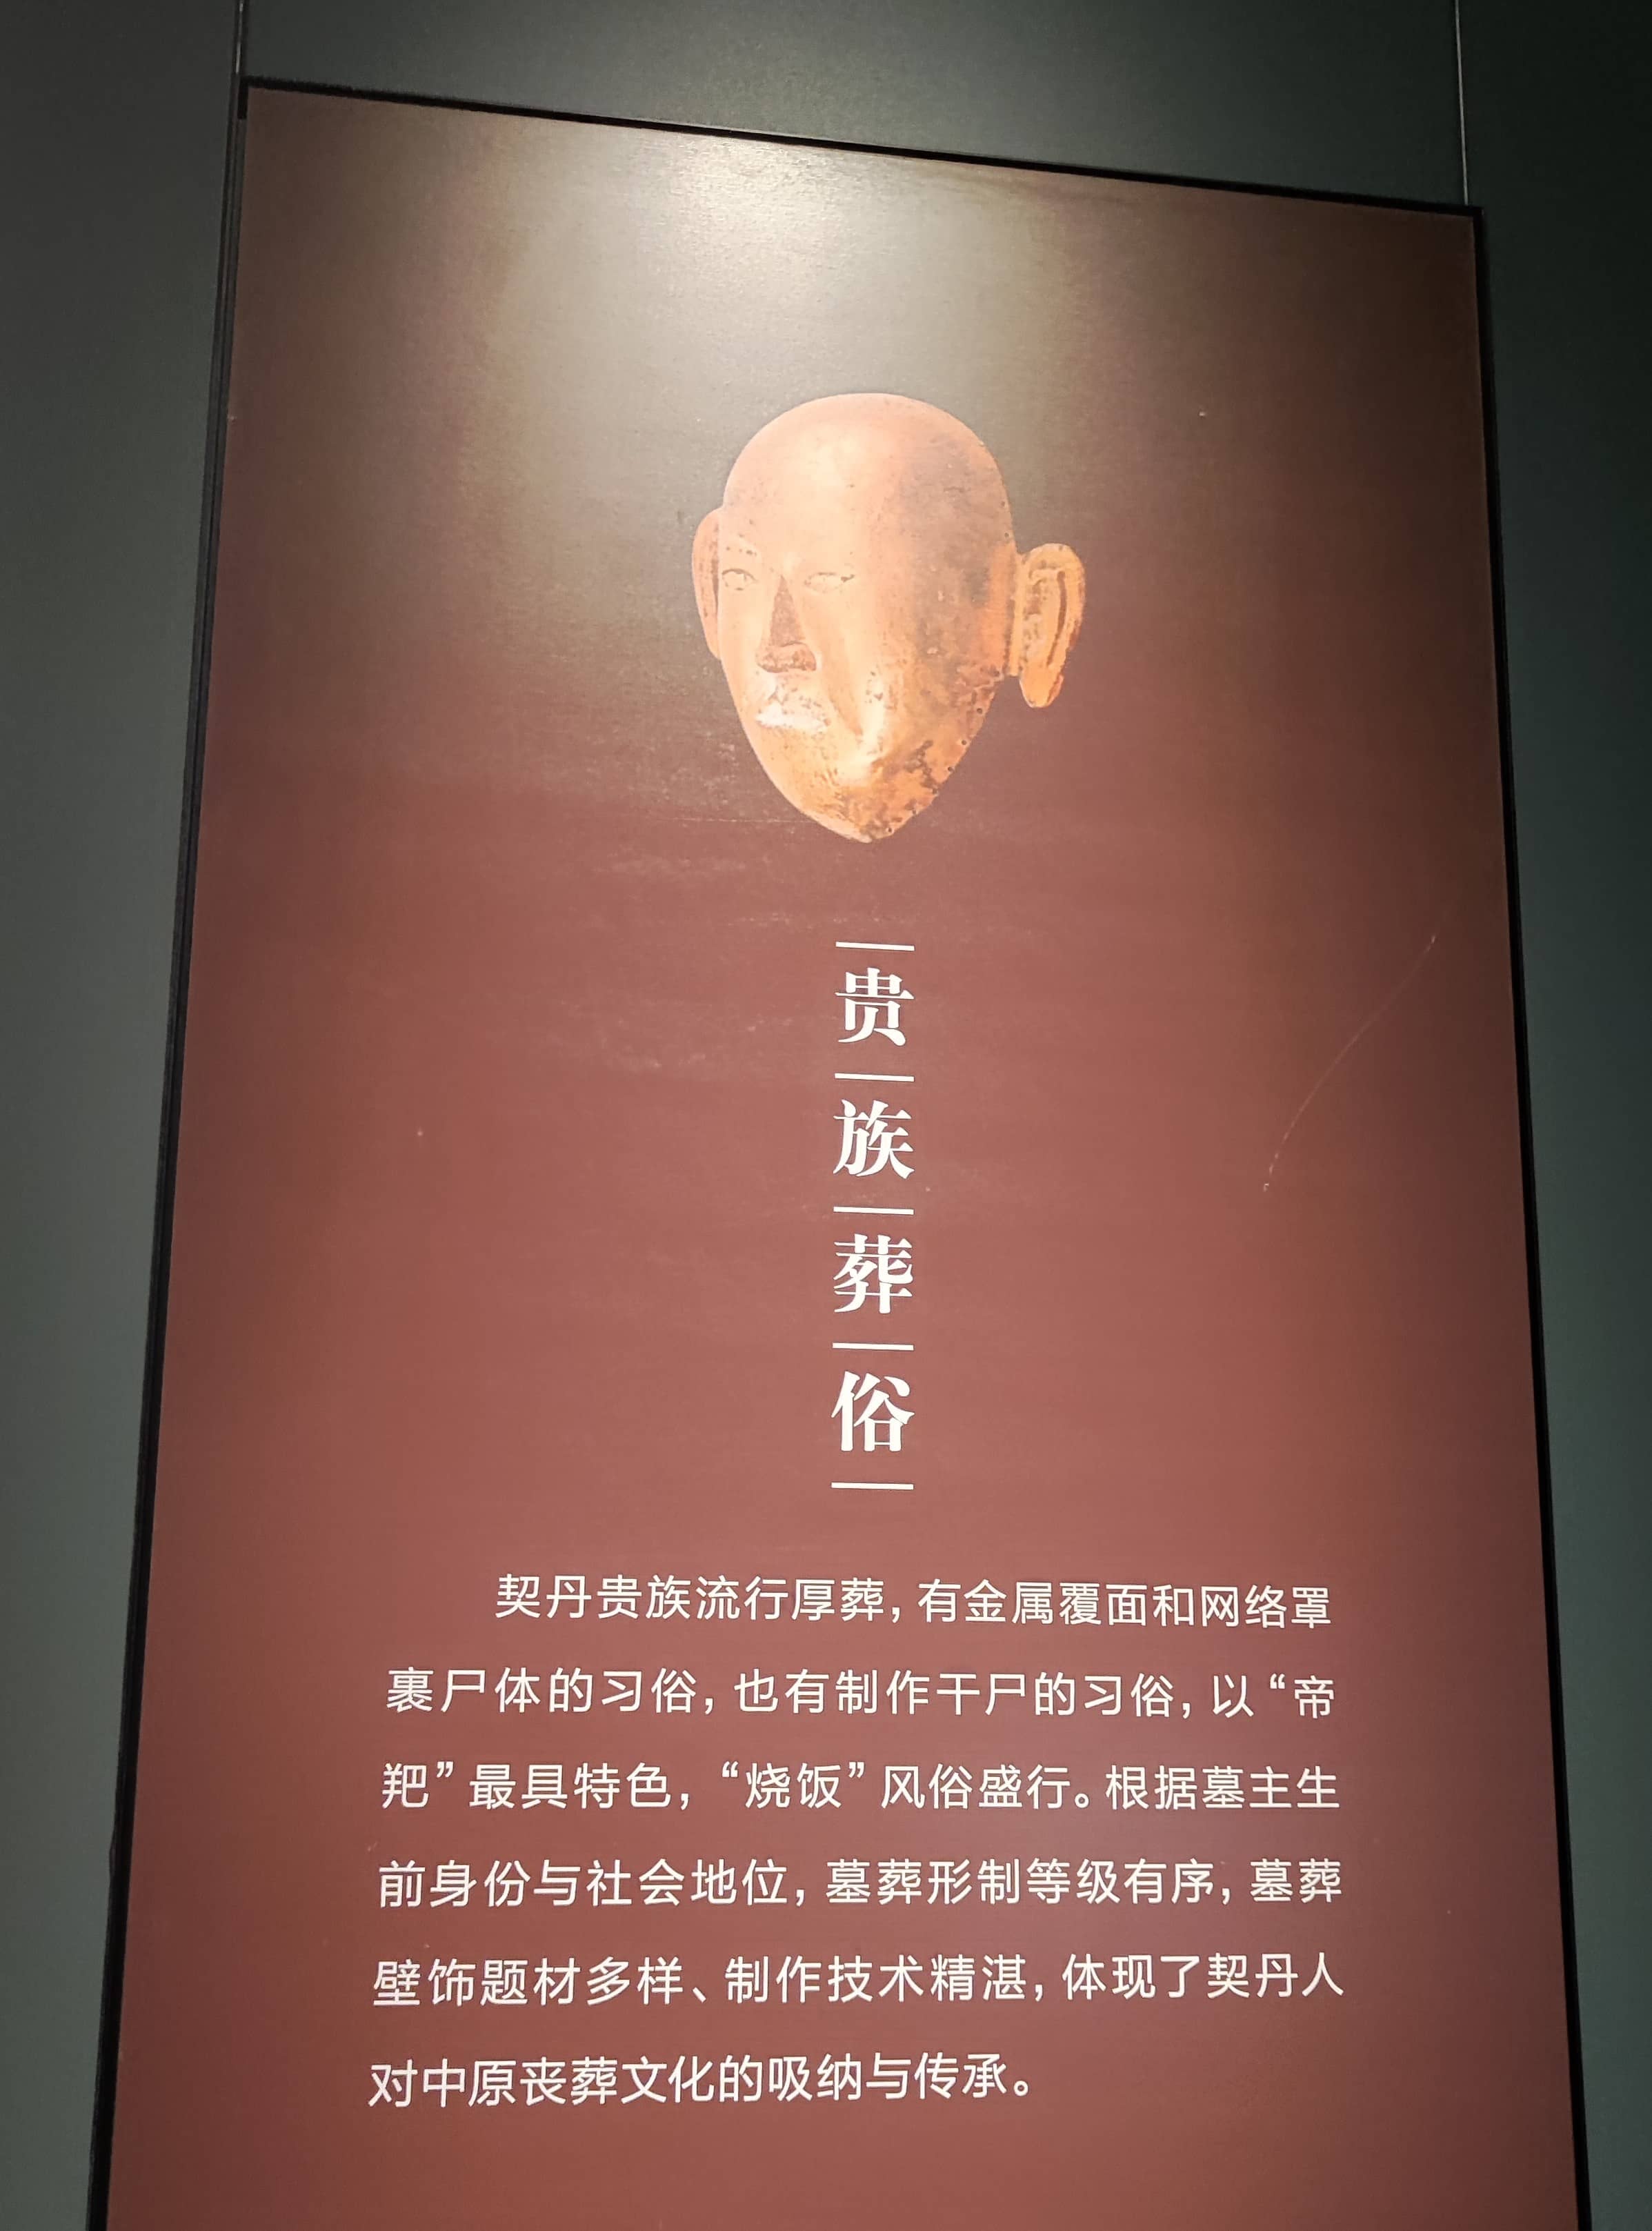 贵族葬俗
契丹贵族流行厚葬，有金属覆面和网络罩
裹尸体的习俗，也有制作干尸的习俗，以“帝
羓”最具特色，“烧饭”风俗盛行。根据墓主生
前身份与社会地位，墓葬形制等级有序，墓葬
壁饰题材多样、制作技术精湛，体现了契丹人
对中原丧葬文化的吸纳与传承。